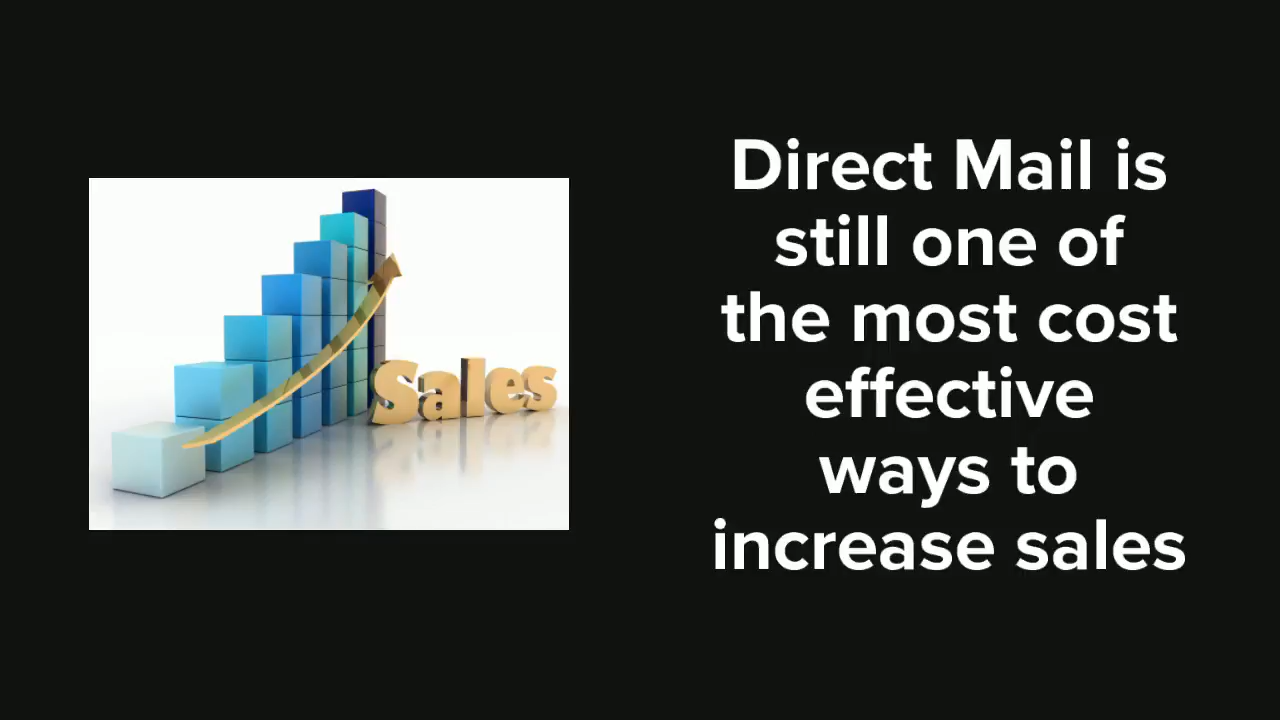 Sales
Direct Mail is
still one of
the most cost
effective
ways to
increase sales